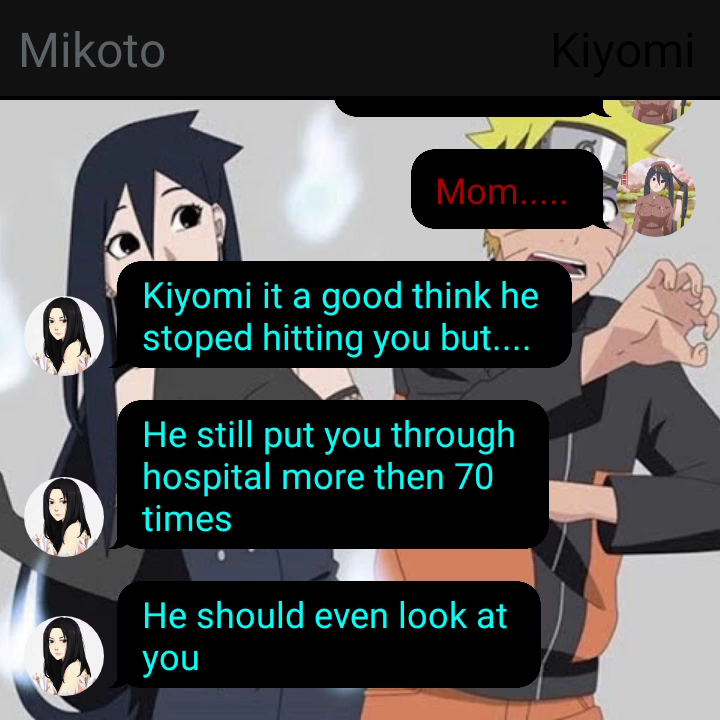 Mikoto
Kiyomi
Mom.....
Kiyomi it a good think he
stoped hitting you but....
He still put you through
hospital more then 70
times
He should even look at
you